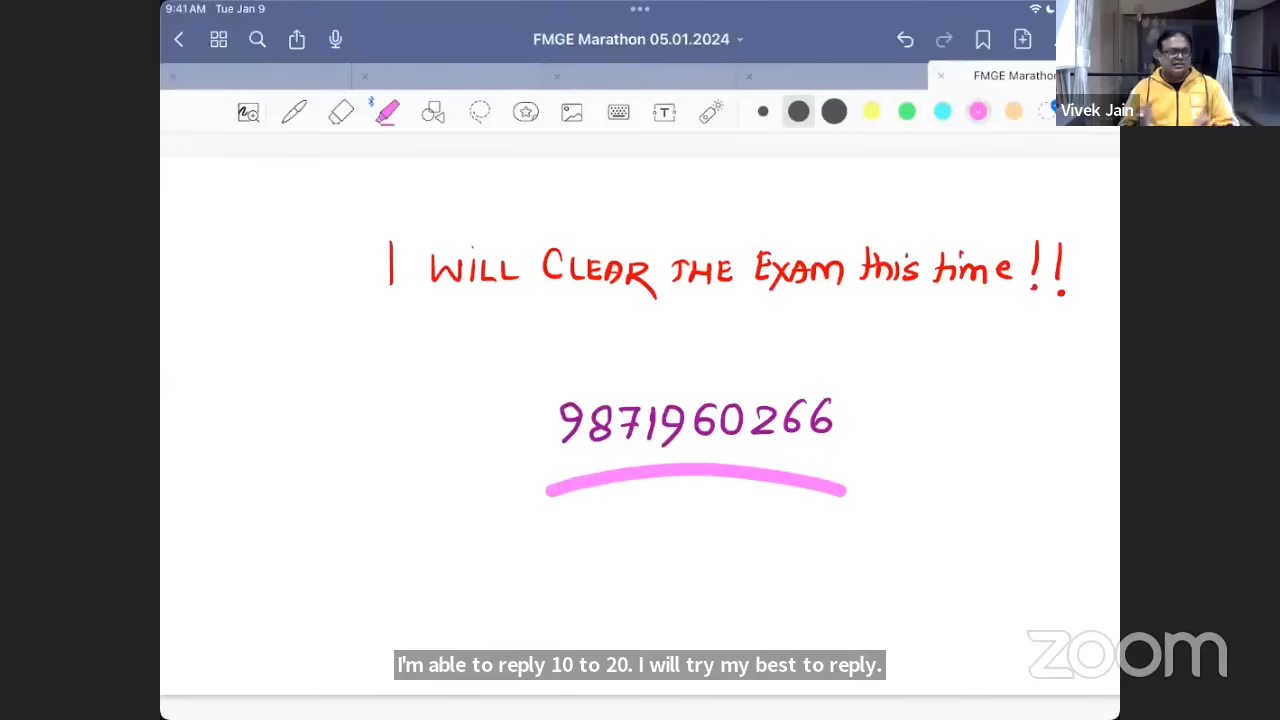 9:41 AM Tue Jan 9
FMGE Marathon 05.01.2024
FMGE Maratho
Vivek Jain
I WILL CLEAR THE EXAM this time!!
9871960266
I'm able to reply 10 to 20. I will try my best to reply.
zoom